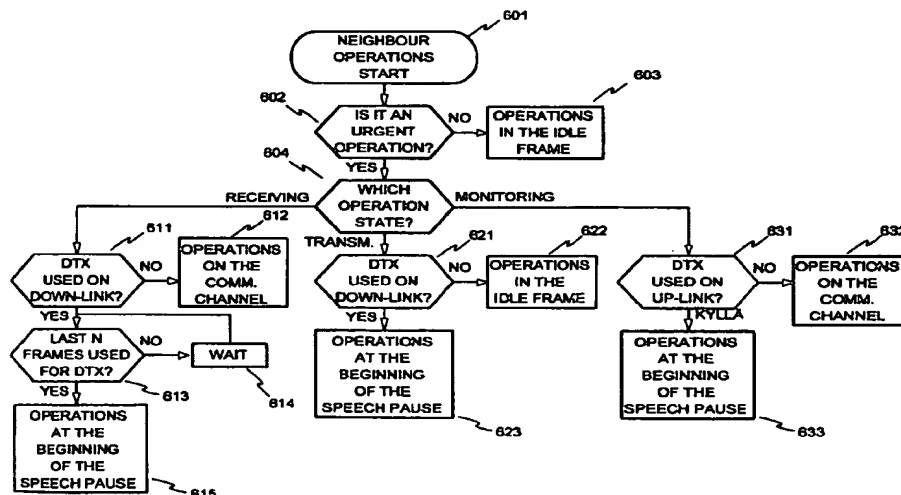 601
NEIGHBOUR
OPERATIONS
START
602
IS IT AN
URGENT
OPERATION?
NO
603
OPERATIONS
IN THE IDLE
FRAME
YES
604
WHICH
OPERATION
STATE?
RECEIVING
MONITORING
TRANSM.
611
DTX
USED ON
DOWN-LINK?
NO
612
OPERATIONS
ON THE
COMM.
CHANNEL
YES
LAST N
FRAMES USED
FOR DTX?
613
NO
WAIT
614
YES
OPERATIONS
AT THE
BEGINNING
OF THE
SPEECH PAUSE
615
621
DTX
USED ON
DOWN-LINK?
NO
622
OPERATIONS
IN THE
IDLE FRAME
YES
OPERATIONS
AT THE
BEGINNING
OF THE
SPEECH PAUSE
623
631
DTX
USED ON
UP-LINK?
NO
632
OPERATIONS
ON THE
COMM.
CHANNEL
KYLLA
OPERATIONS
AT THE
BEGINNING
OF THE
SPEECH PAUSE
633